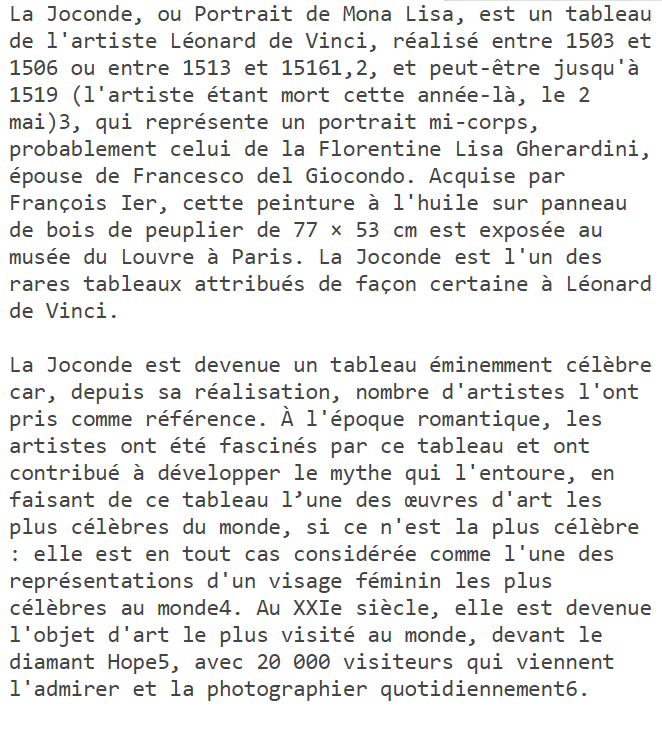 La Joconde, ou Portrait de Mona Lisa, est un tableau
de l'artiste Léonard de Vinci, réalisé entre 1503 et
1506 ou entre 1513 et 15161,2, et peut-être jusqu'à
1519 (l'artiste étant mort cette année-là, le 2
mai)3, qui représente un portrait mi-corps,
probablement celui de la Florentine Lisa Gherardini,
épouse de Francesco del Giocondo. Acquise par
François Ier, cette peinture à l'huile sur panneau
de bois de peuplier de 77 × 53 cm est exposée au
musée du Louvre à Paris. La Joconde est l'un des
rares tableaux attribués de façon certaine à Léonard
de Vinci.

La Joconde est devenue un tableau éminemment célèbre
car, depuis sa réalisation, nombre d'artistes l'ont
pris comme référence. À l'époque romantique, les
artistes ont été fascinés par ce tableau et ont
contribué à développer le mythe qui l'entoure, en
faisant de ce tableau l’une des œuvres d'art les
plus célèbres du monde, si ce n'est la plus célèbre
: elle est en tout cas considérée comme l'une des
représentations d'un visage féminin les plus
célèbres au monde4. Au XXIe siècle, elle est devenue
l'objet d'art le plus visité au monde, devant le
diamant Hope5, avec 20 000 visiteurs qui viennent
l'admirer et la photographier quotidiennement6.